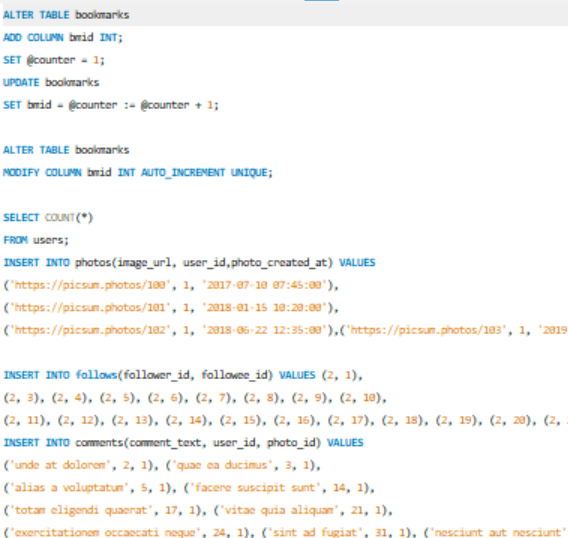 ALTER TABLE bookmarks
ADD COLUMN bmid INT;
SET @counter = 1;
UPDATE bookmarks
SET bmid = @counter := @counter + 1;
ALTER TABLE bookmarks
MODIFY COLUMN bmid INT AUTO_INCREMENT UNIQUE;
SELECT COUNT(*)
FROM users;
INSERT INTO photos(image_url, user_id,photo_created_at) VALUES
('https://picsum.photos/100', 1, '2017-07-10 07:45:00'),
('https://picsum.photos/101', 1, '2018-01-15 10:20:00'),
('https://picsum.photos/102', 1, '2018-06-22 12:35:00'),('https://picsum.photos/103', 1, '2019
INSERT INTO follows(follower_id, followee_id) VALUES (2, 1),
(2, 3), (2, 4), (2, 5), (2, 6), (2, 7), (2, 8), (2, 9), (2, 10),
(2, 11), (2, 12), (2, 13), (2, 14), (2, 15), (2, 16), (2, 17), (2, 18), (2, 19), (2, 20), (2,
INSERT INTO comments(comment_text, user_id, photo_id) VALUES
('unde at dolorem', 2, 1), ('quae ea ducimus', 3, 1),
('alias a voluptatum', 5, 1), ('facere suscipit sunt', 14, 1),
('totam eligendi quaerat', 17, 1), ('vitae quia aliquam', 21, 1),
('exercitationem occaecati neque', 24, 1), ('sint ad fugiat', 31, 1), ('nesciunt aut nesciunt'